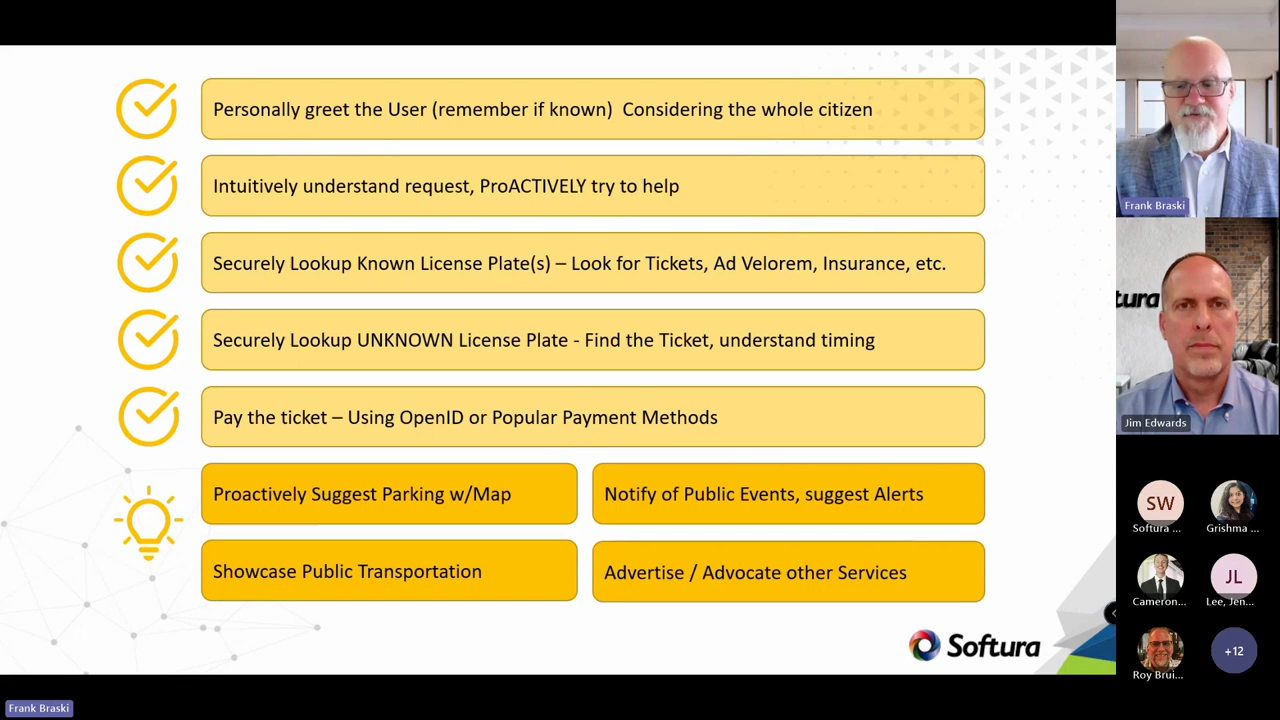 Personally greet the User (remember if known)  Considering the whole citizen
Intuitively understand request, ProACTIVELY try to help
Securely Lookup Known License Plate(s) – Look for Tickets, Ad Velorem, Insurance, etc.
Securely Lookup UNKNOWN License Plate - Find the Ticket, understand timing
Pay the ticket – Using OpenID or Popular Payment Methods
Proactively Suggest Parking w/Map
Notify of Public Events, suggest Alerts
Showcase Public Transportation
Advertise / Advocate other Services
Softura
Frank Braski
tura
Jim Edwards
SW
Softura ...
Grishma ...
Cameron...
JL
Lee, Jen...
Roy Brui...
+12
Frank Braski